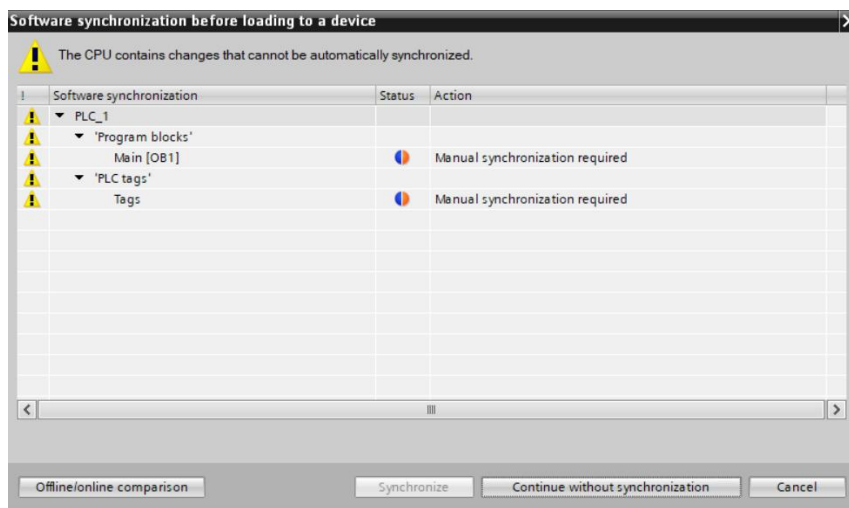 Software synchronization before loading to a device
The CPU contains changes that cannot be automatically synchronized.
! Software synchronization Status Action
PLC_1
'Program blocks'
Main [OB1] Manual synchronization required
'PLC tags'
Tags Manual synchronization required
Offline/online comparison Synchronize Continue without synchronization Cancel